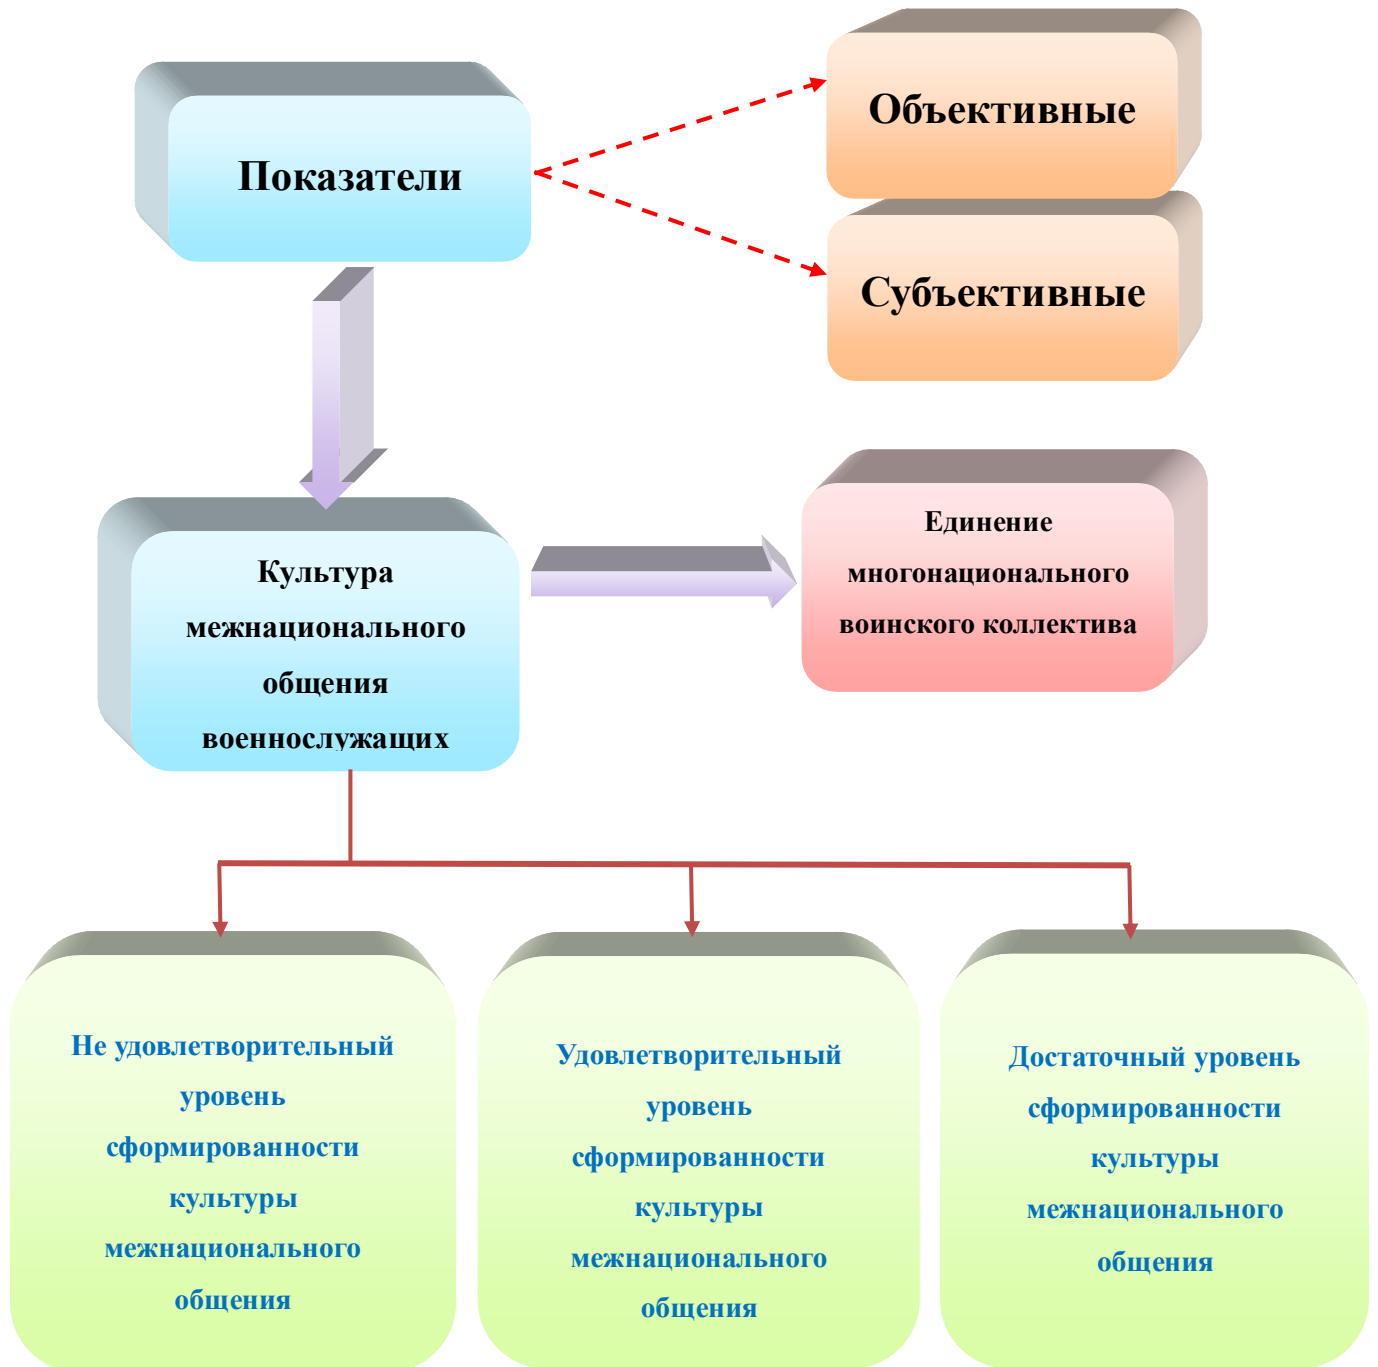 Показатели
Объективные
Субъективные
Культура
межнационального
общения
военнослужащих
Единение
многонационального
воинского коллектива
Не удовлетворительный
уровень
сформированности
культуры
межнационального
общения
Удовлетворительный
уровень
сформированности
культуры
межнационального
общения
Достаточный уровень
сформированности
культуры
межнационального
общения